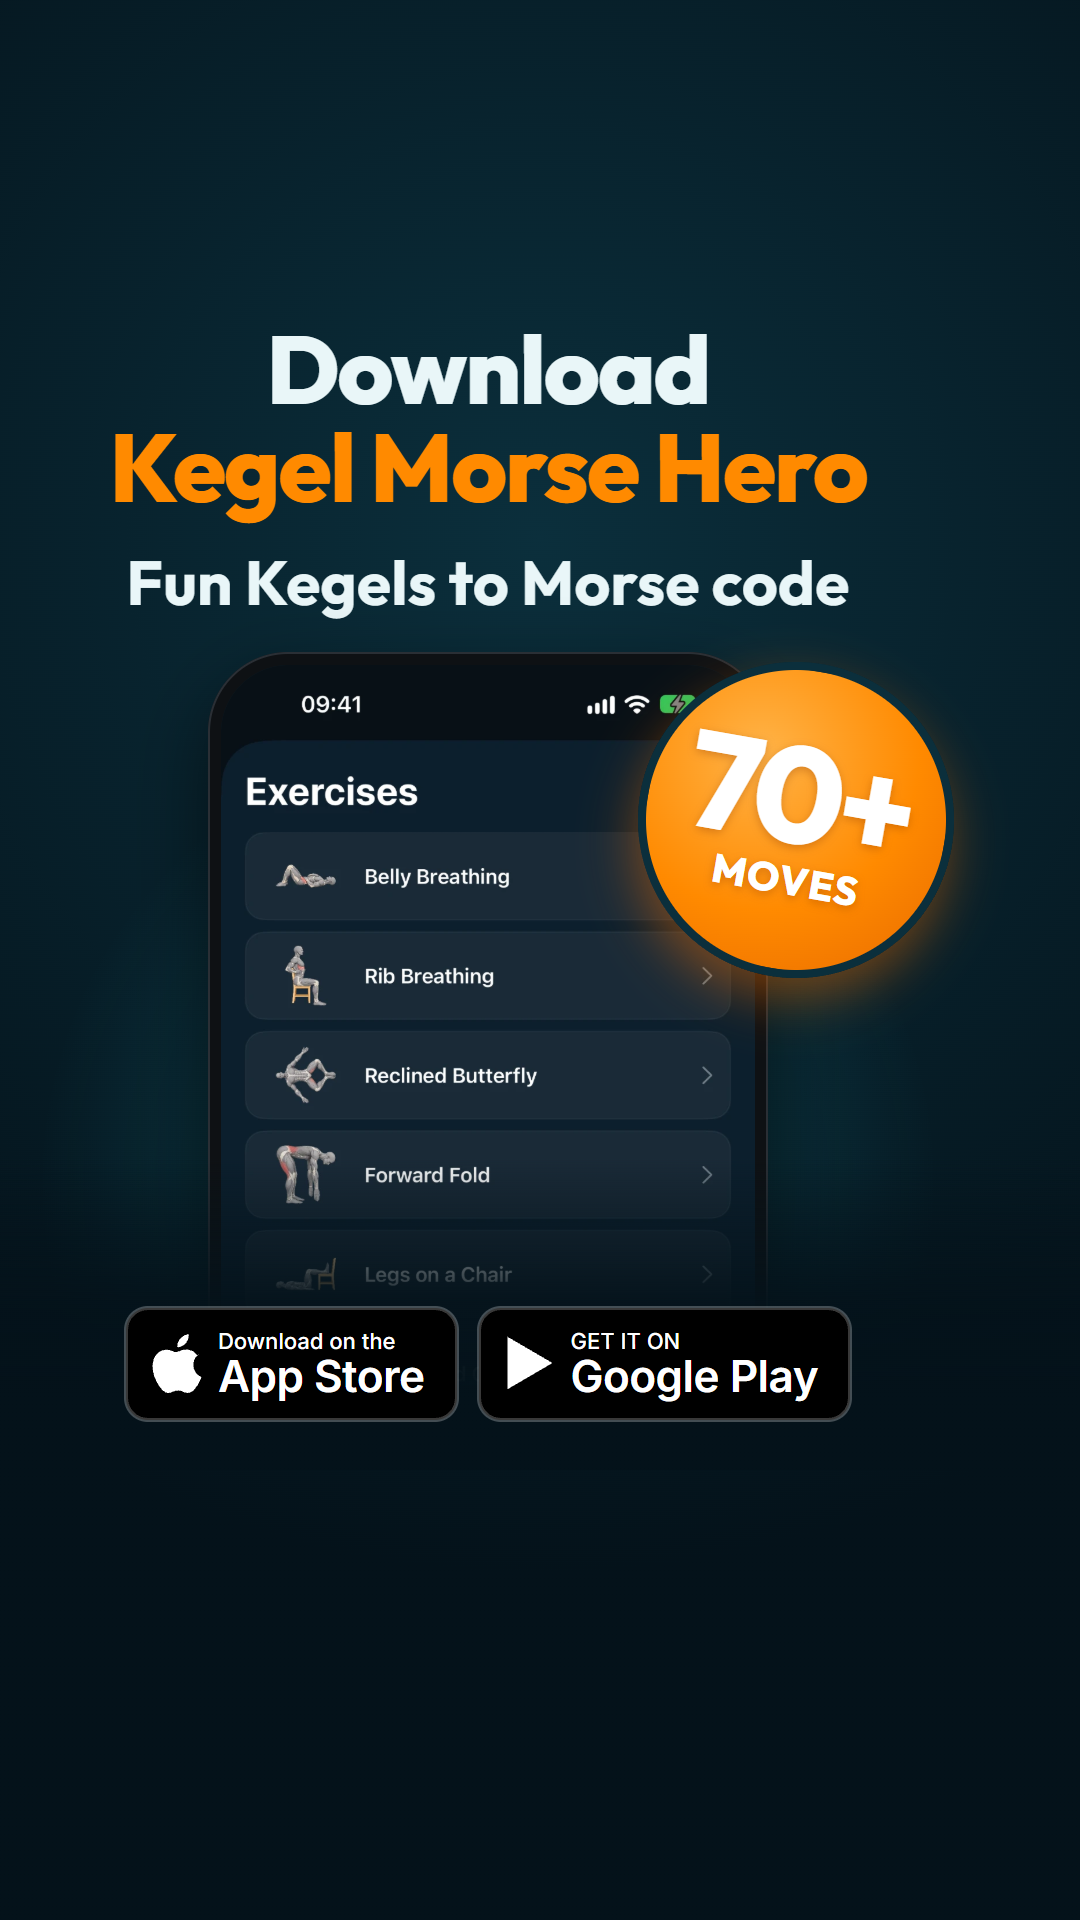 Download
Kegel Morse Hero
Fun Kegels to Morse code
09:41
Exercises
70+
MOVES
Belly Breathing
Rib Breathing
Reclined Butterfly
Forward Fold
Legs on a Chair
Download on the
App Store
GET IT ON
Google Play